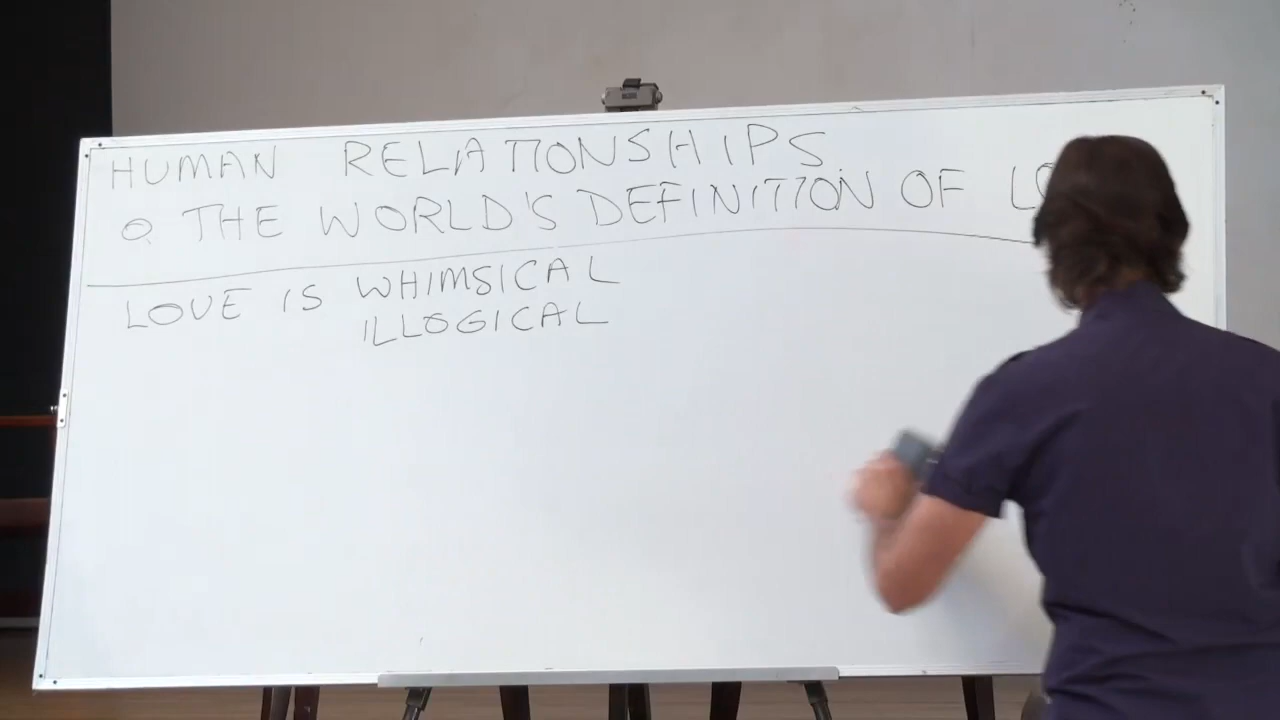 HUMAN RELATIONSHIPS
o THE WORLD'S DEFINITION OF
LOVE IS WHIMSICAL
ILLOGICAL